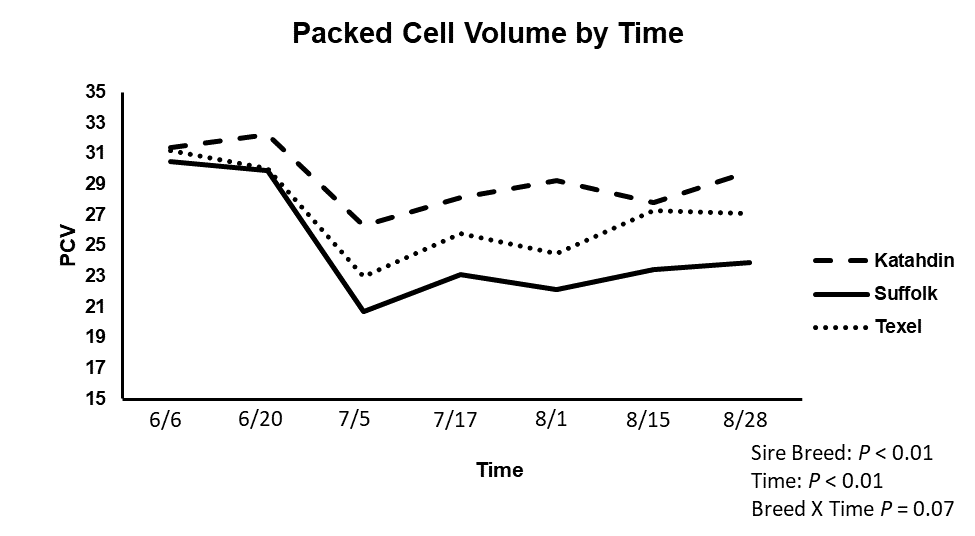 Packed Cell Volume by Time
35
33
31
29
27
25
23
21
19
17
15
PCV
6/6 6/20 7/5 7/17 8/1 8/15 8/28
Time
Katahdin
Suffolk
Texel
Sire Breed: P < 0.01
Time: P < 0.01
Breed X Time P = 0.07